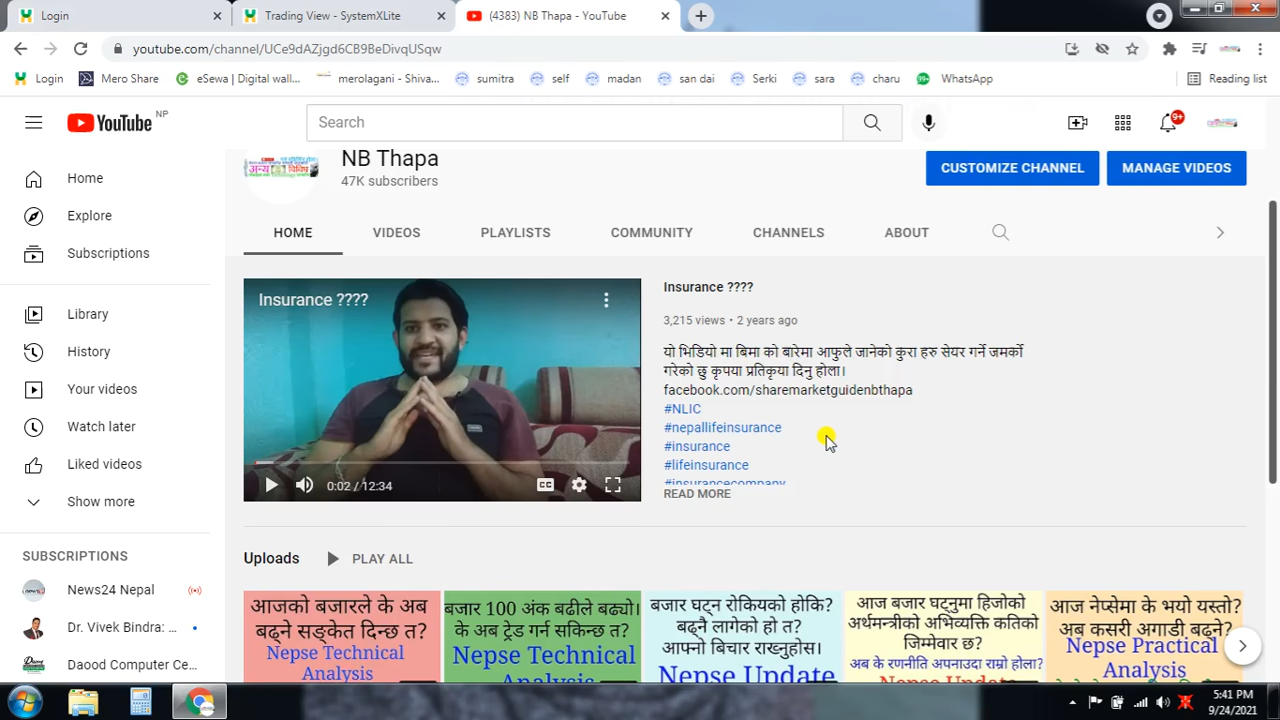 Login
Trading View - SystemXLite
(4383) NB Thapa - YouTube
youtube.com/channel/UCe9dAZjgd6CB9BeDivqUSqw
Login
Mero Share
eSewa | Digital wall...
merolagani - Shiva...
sumitra
self
madan
san dai
Serki
sara
charu
99+
WhatsApp
Reading list
YouTube NP
Search
9+
NB Thapa
47K subscribers
CUSTOMIZE CHANNEL
MANAGE VIDEOS
Home
Explore
Subscriptions
Library
History
Your videos
Watch later
Liked videos
Show more
SUBSCRIPTIONS
News24 Nepal
Dr. Vivek Bindra: ...
Daood Computer Ce...
HOME
VIDEOS
PLAYLISTS
COMMUNITY
CHANNELS
ABOUT
Insurance ????
0:02 / 12:34
CC
Insurance ????
3,215 views • 2 years ago
यो भिडियो मा बिमा को बारेमा आफुले जानेको कुरा हरु सेयर गर्ने जमर्को
गरेको छु कृपया प्रतिकृया दिनु होला।
facebook.com/sharemarketguidenbthapa
#NLIC
#nepallifeinsurance
#insurance
#lifeinsurance
#insurancecompany
READ MORE
Uploads
PLAY ALL
आजको बजारले के अब
बढ्ने सङ्केत दिन्छ त?
Nepse Technical
Analysis
बजार 100 अंक बढीले बढ्यो।
के अब ट्रेड गर्न सकिन्छ त?
Nepse Technical
Analysis
बजार घट्न रोकियको होकि?
बढ्नै लागेको हो त?
आफ्नो बिचार राख्नुहोस।
Nepse Update
आज बजार घट्नुमा हिजोको
अर्थमन्त्रीको अभिव्यक्ति कतिको
जिम्मेवार छ?
अब के रणनीति अपनाउदा राम्रो होला?
Nepse Update
आज नेप्सेमा के भयो यस्तो?
अब कसरी अगाडी बढ्ने?
Nepse Practical
Analysis
5:41 PM
9/24/2021